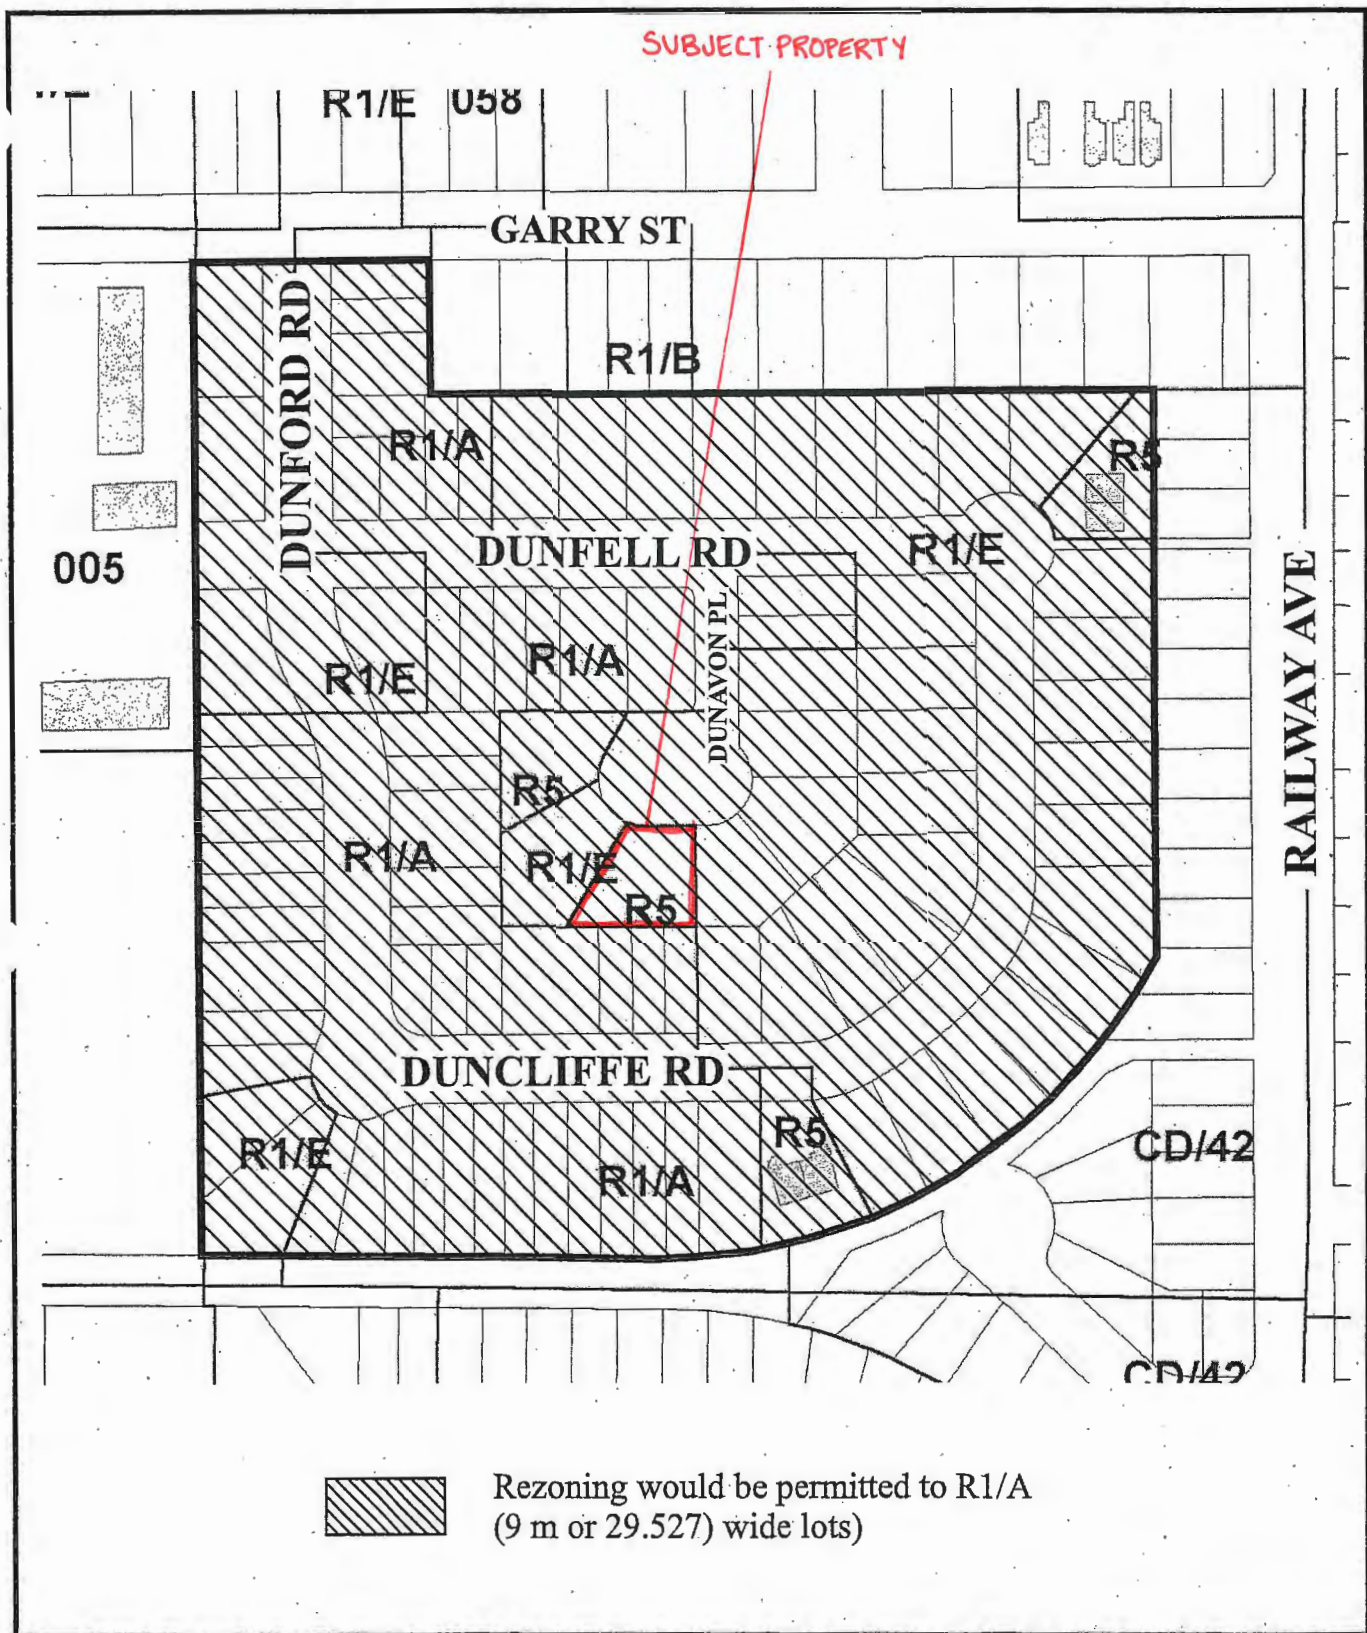 SUBJECT PROPERTY
R1/E
058
GARRY ST
R1/B
DUNFORD RD
R1/A
R5
DUNFELL RD
R1/E
005
DUNAVON PL
R1/A
R1/E
RAILWAY AVE
R5
R1/A
R1/E
R5
DUNCLIFFE RD
R5
CD/42
R1/E
R1/A
CD/42
Rezoning would be permitted to R1/A
(9 m or 29.527) wide lots)